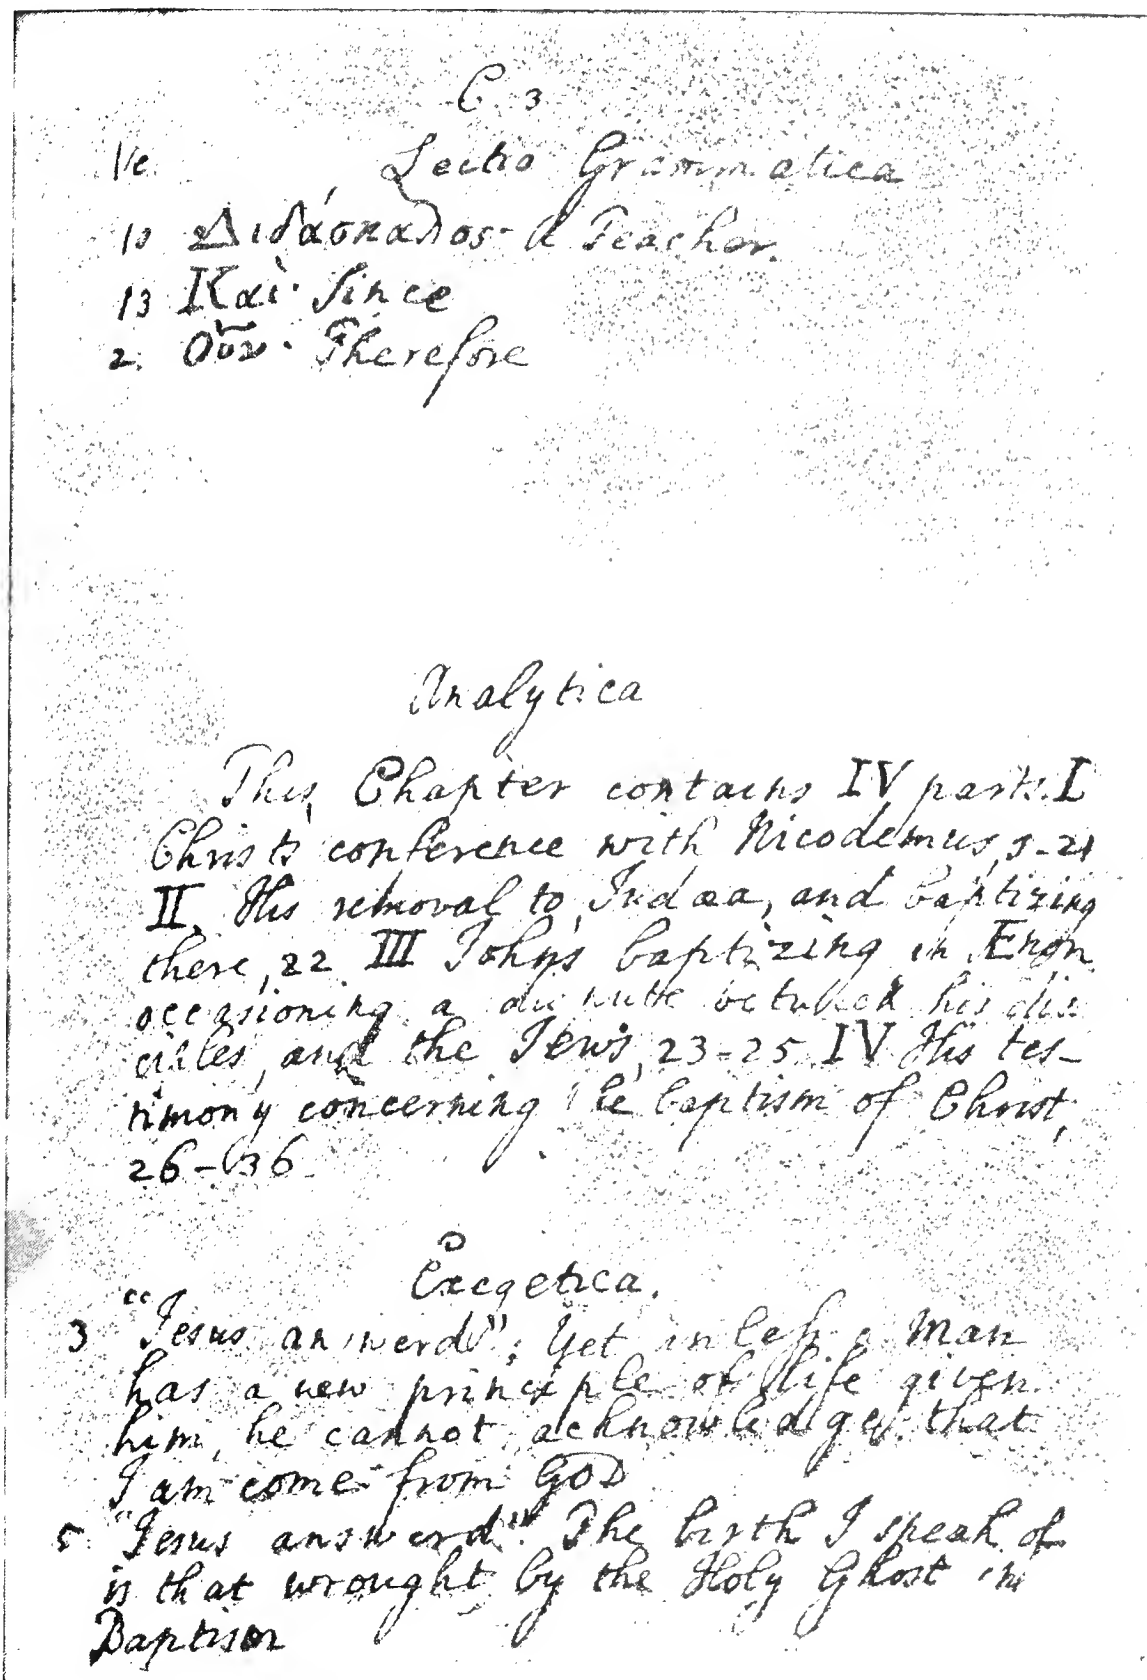 C. 3
Ve. Lectio Grammatica
10 Διδάσκαλος - a Teacher.
13 Καὶ. Since
2. Οὖν. Therefore
Analytica
This Chapter contains IV parts. I
Christs conference with Nicodemus,
II. His removal to Judæa, and baptizing
there, 22 III John's baptizing in Ænon
occasioning a dispute between his dis
ciples, and the Jews, 23-25 IV His tes-
timony concerning the baptism of Christ,
26-36
Exegetica.
3 "Jesus answerd"; Yet unless a Man
has a new principle of life given
him, he cannot acknowledge that
I am come from GOD
5 "Jesus answerd". The birth I speak of
is that wrought by the Holy Ghost in
Baptism